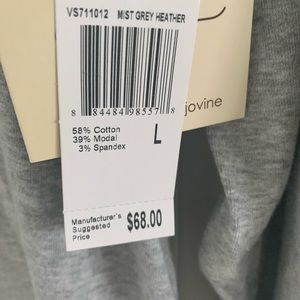 VS711012 MIST GREY HEATHER
8 84484 98557 8
jovine
58% Cotton
39% Modal
3% Spandex
L
Manufacturer's
Suggested
Price
$68.00